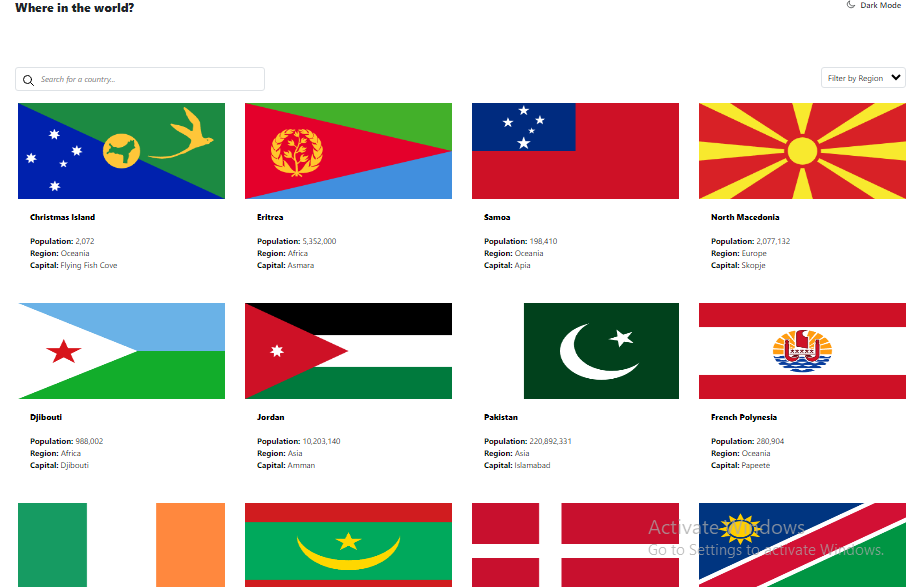 Where in the world?
Dark Mode
Search for a country...
Filter by Region
Christmas Island
Population: 2,072
Region: Oceania
Capital: Flying Fish Cove
Eritrea
Population: 5,352,000
Region: Africa
Capital: Asmara
Samoa
Population: 198,410
Region: Oceania
Capital: Apia
North Macedonia
Population: 2,077,132
Region: Europe
Capital: Skopje
Djibouti
Population: 988,002
Region: Africa
Capital: Djibouti
Jordan
Population: 10,203,140
Region: Asia
Capital: Amman
Pakistan
Population: 220,892,331
Region: Asia
Capital: Islamabad
French Polynesia
Population: 280,904
Region: Oceania
Capital: Papeete
Activate Windows
Go to Settings to activate Windows.